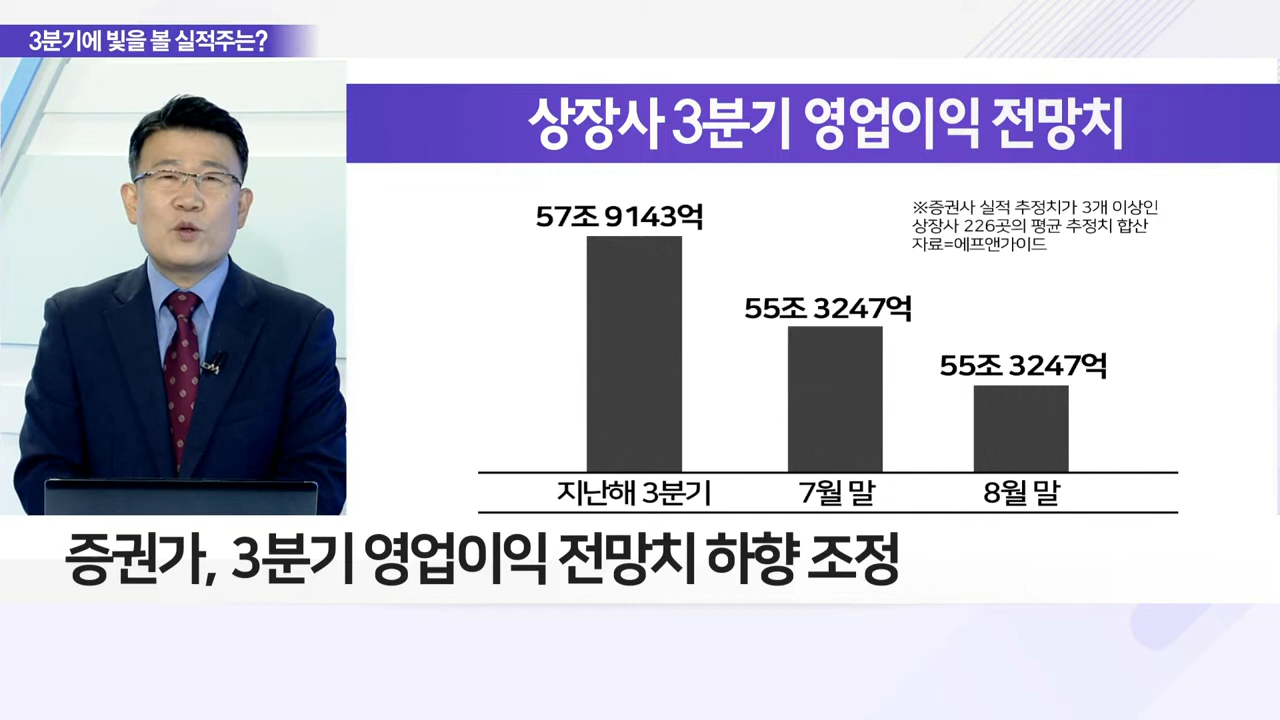 3분기에 빛을 볼 실적주는?
상장사 3분기 영업이익 전망치
※증권사 실적 추정치가 3개 이상인
상장사 226곳의 평균 추정치 합산
자료=에프앤가이드
57조 9143억
55조 3247억
55조 3247억
지난해 3분기
7월 말
8월 말
증권가, 3분기 영업이익 전망치 하향 조정